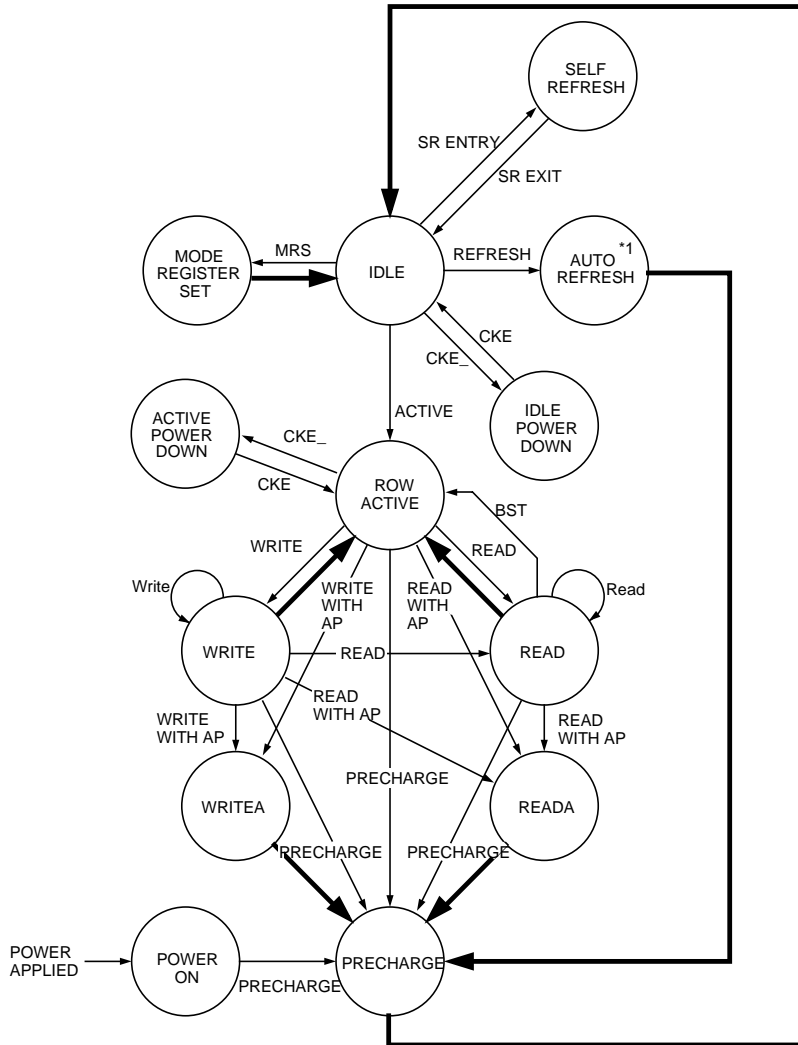 SELF
REFRESH
SR ENTRY
SR EXIT
MODE
REGISTER
SET
MRS
IDLE
REFRESH
*1
AUTO
REFRESH
CKE
CKE_
IDLE
POWER
DOWN
ACTIVE
ACTIVE
POWER
DOWN
CKE_
CKE
ROW
ACTIVE
BST
WRITE
READ
Write
WRITE
WITH
AP
READ
WITH
AP
Read
WRITE
READ
READ
READ
WITH AP
WRITE
WITH AP
READ
WITH AP
PRECHARGE
WRITEA
READA
PRECHARGE
PRECHARGE
POWER
APPLIED
POWER
ON
PRECHARGE
PRECHARGE